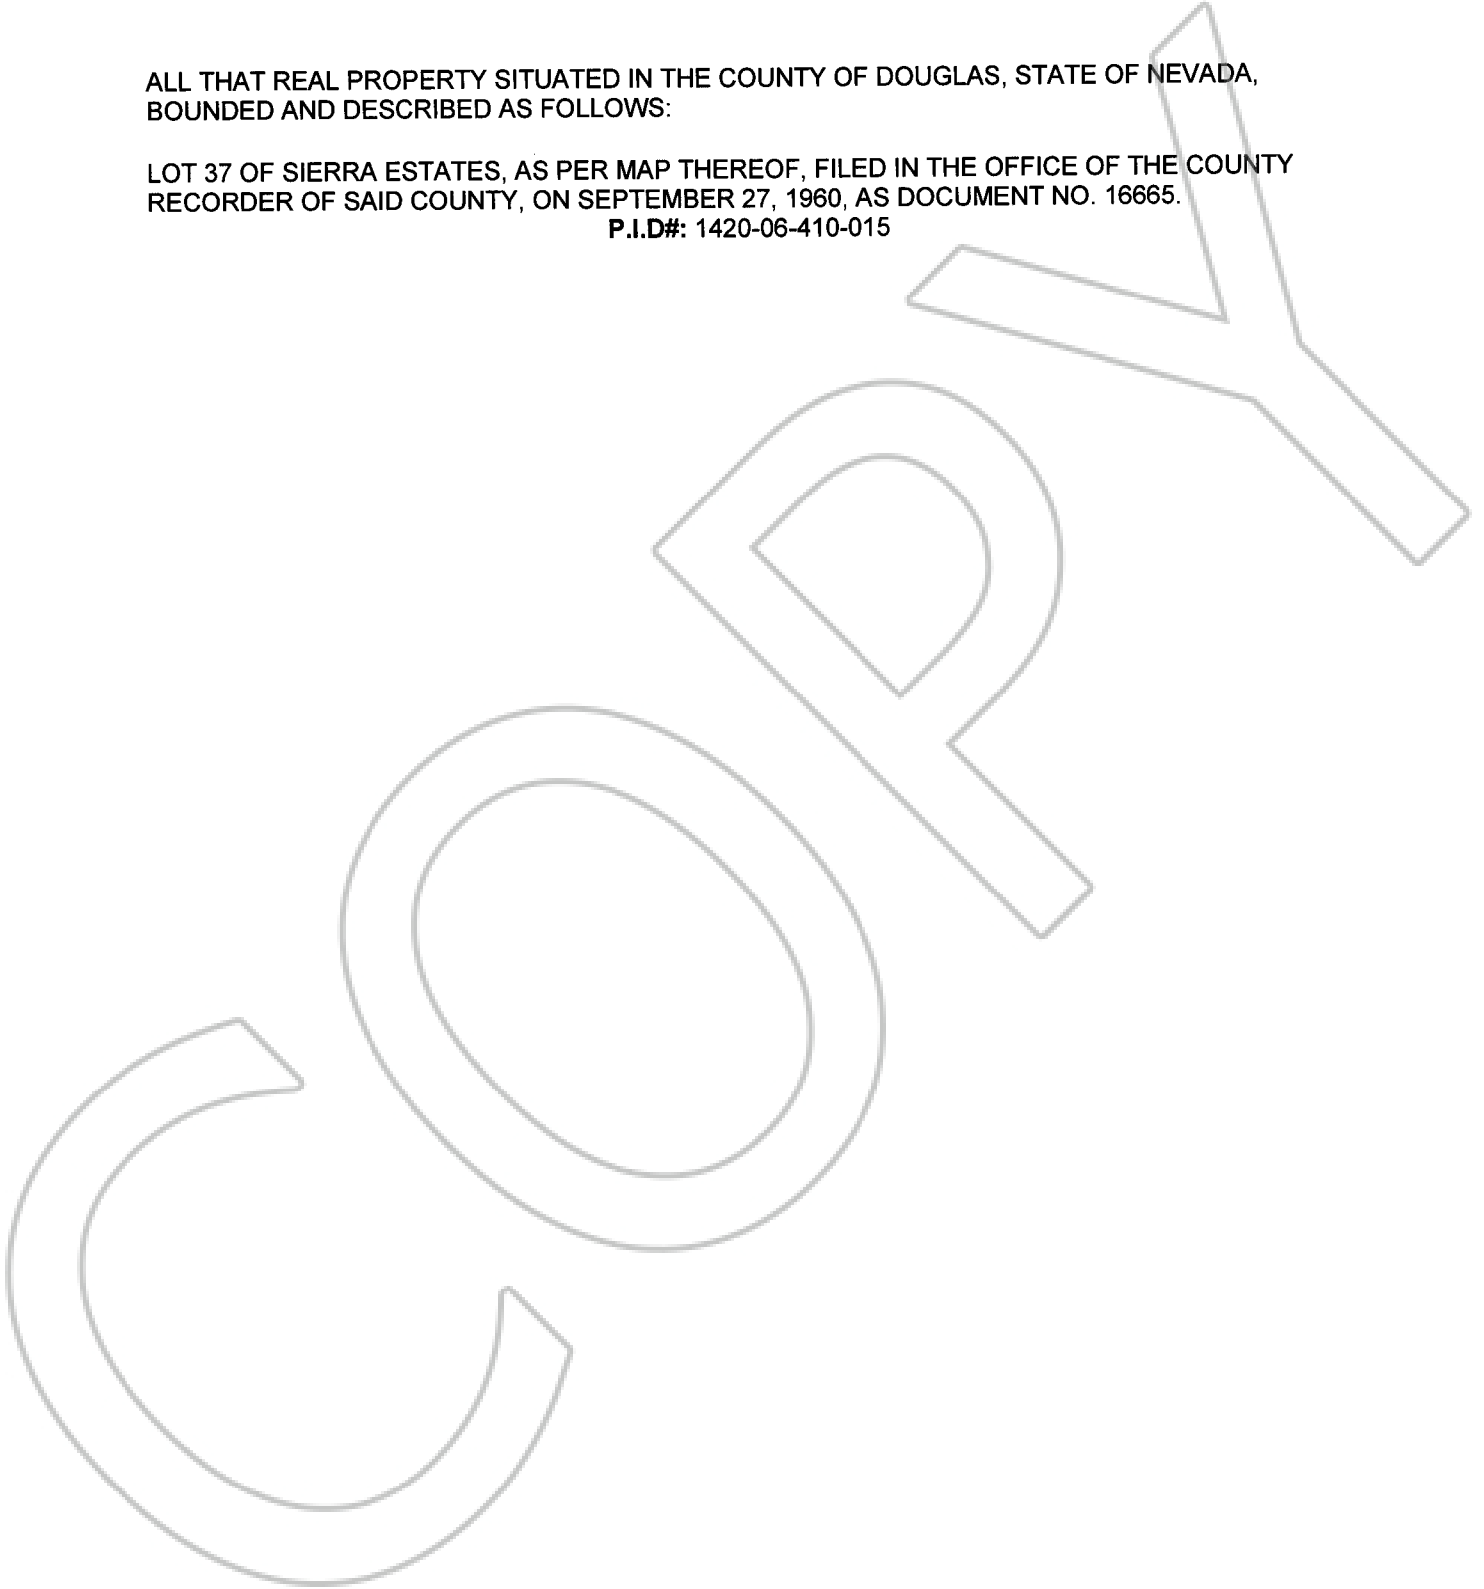 ALL THAT REAL PROPERTY SITUATED IN THE COUNTY OF DOUGLAS, STATE OF NEVADA,
BOUNDED AND DESCRIBED AS FOLLOWS:
LOT 37 OF SIERRA ESTATES, AS PER MAP THEREOF, FILED IN THE OFFICE OF THE COUNTY
RECORDER OF SAID COUNTY, ON SEPTEMBER 27, 1960, AS DOCUMENT NO. 16665.
P.I.D#: 1420-06-410-015
COPY